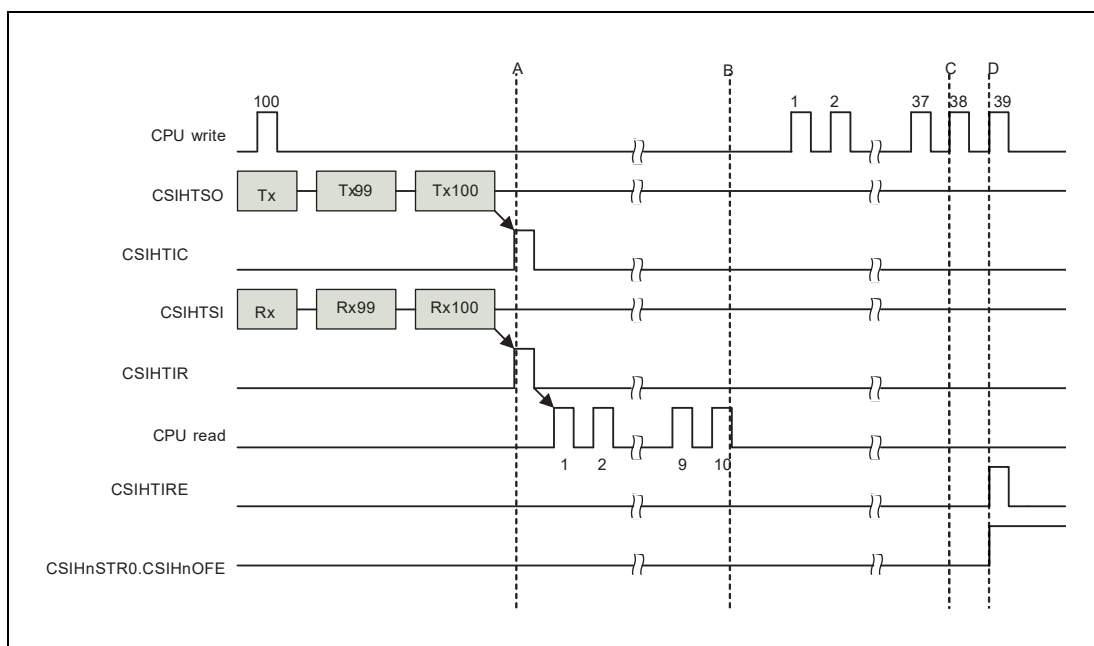 A B C D
100 1 2 37 38 39
CPU write
CSIHTSO Tx Tx99 Tx100
CSIHTIC
CSIHTSI Rx Rx99 Rx100
CSIHTIR
CPU read
1 2 9 10
CSIHTIRE
CSIHnSTR0.CSIHnOFE